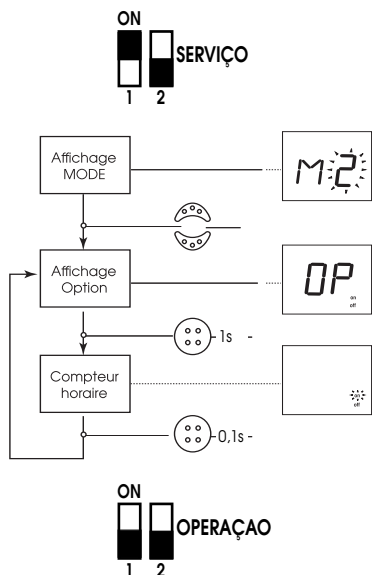 ON
SERVIÇO
1 2
Affichage
MODE
M2
Affichage
Option
OP
on
off
1s -
Compteur
horaire
on
off
0,1s -
ON
OPERAÇAO
1 2